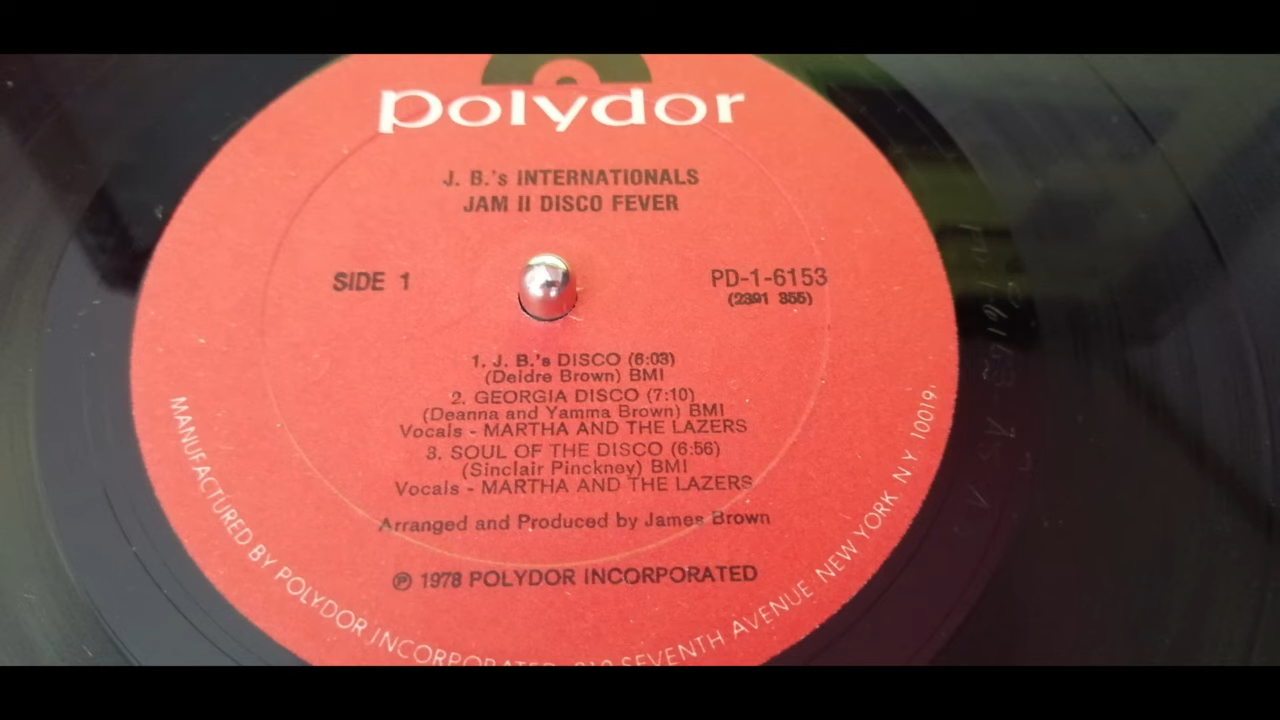 polydor
J. B.'s INTERNATIONALS
JAM II DISCO FEVER
SIDE 1
PD-1-6153
(2391 355)
1. J. B.'s DISCO (6:03)
(Deidre Brown) BMI
2. GEORGIA DISCO (7:10)
(Deanna and Yamma Brown) BMI
Vocals - MARTHA AND THE LAZERS
3. SOUL OF THE DISCO (6:56)
(Sinclair Pinckney) BMI
Vocals - MARTHA AND THE LAZERS
Arranged and Produced by James Brown
℗ 1978 POLYDOR INCORPORATED
MANUFACTURED BY POLYDOR INCORPORATED SEVENTH AVENUE NEW YORK N Y 10019.